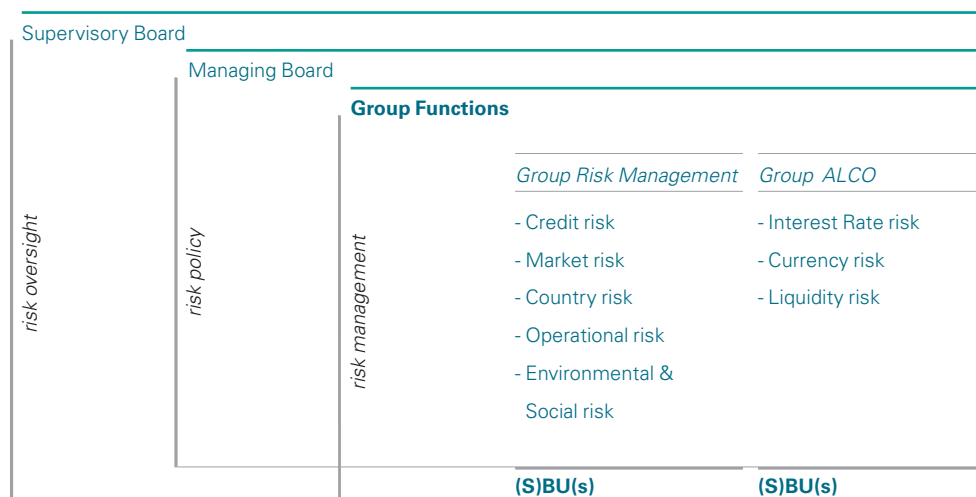 Supervisory Board
Managing Board
Group Functions
risk oversight
risk policy
risk management
Group Risk Management
- Credit risk
- Market risk
- Country risk
- Operational risk
- Environmental &
Social risk
Group ALCO
- Interest Rate risk
- Currency risk
- Liquidity risk
(S)BU(s)
(S)BU(s)